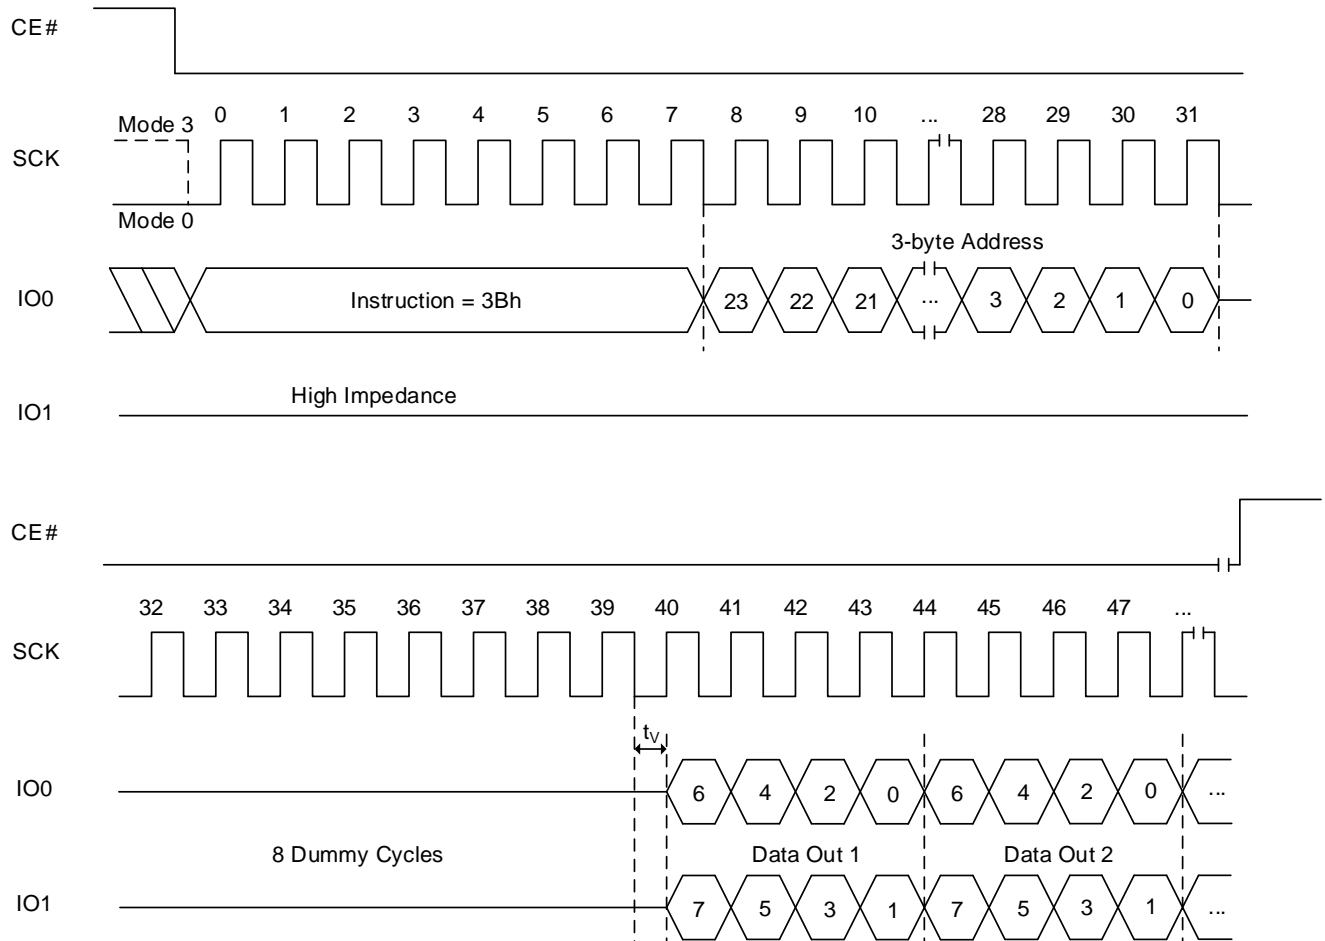 CE#
Mode 3
0 1 2 3 4 5 6 7 8 9 10 ... 28 29 30 31
SCK
Mode 0
3-byte Address
IO0
Instruction = 3Bh
23 22 21 ... 3 2 1 0
High Impedance
IO1
CE#
32 33 34 35 36 37 38 39 40 41 42 43 44 45 46 47 ...
SCK
tV
IO0
6 4 2 0 6 4 2 0 ...
8 Dummy Cycles
Data Out 1
Data Out 2
IO1
7 5 3 1 7 5 3 1 ...